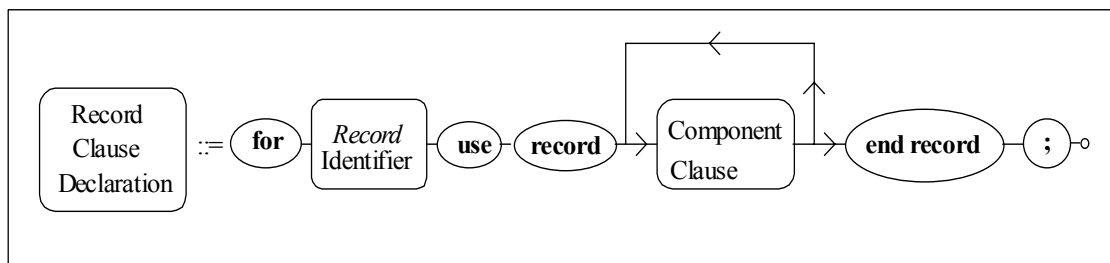 Record
Clause
Declaration
::=
for
Record
Identifier
use
record
Component
Clause
end record
;